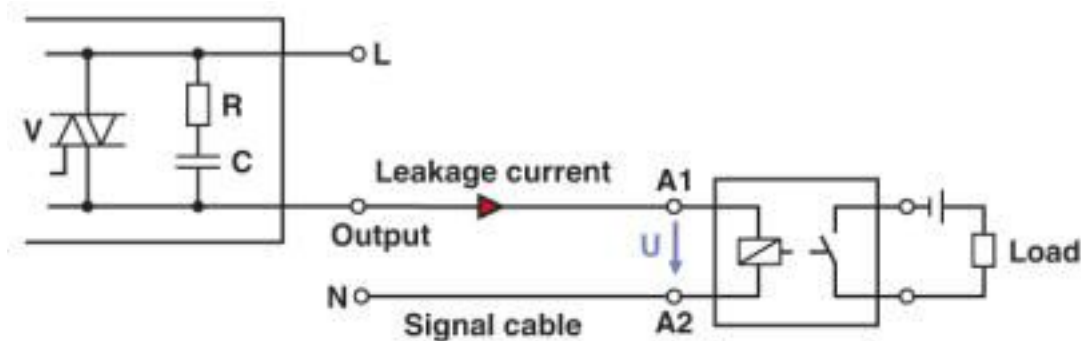 L
V
R
C
Leakage current
A1
Output
U
Load
N
Signal cable
A2